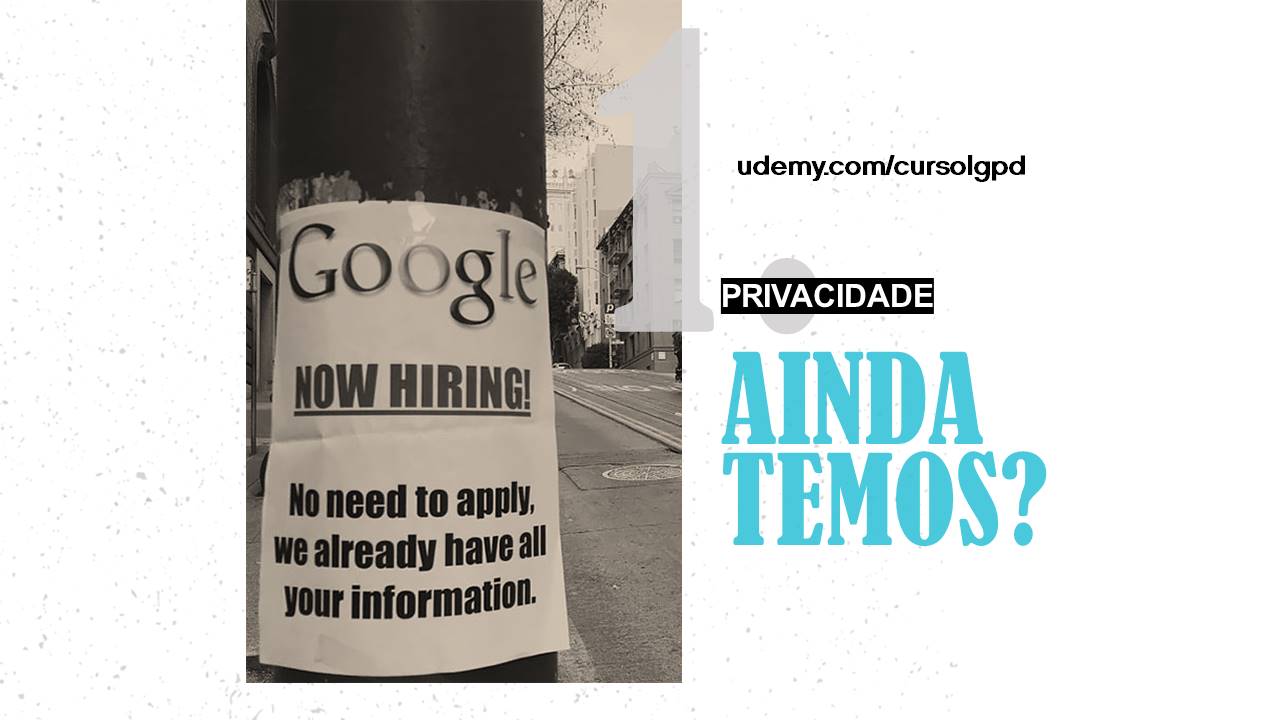 Google
NOW HIRING!
No need to apply,
we already have all
your information.
1.
udemy.com/cursolgpd
PRIVACIDADE
AINDA
TEMOS?